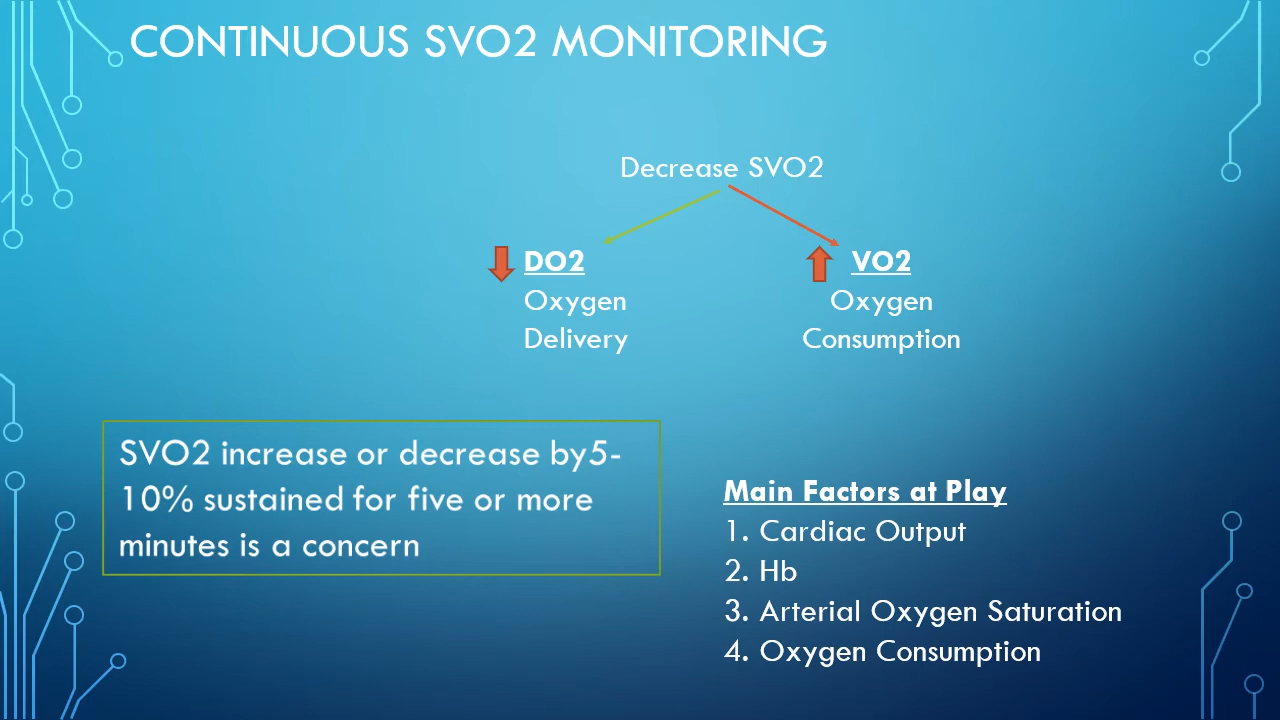 CONTINUOUS SVO2 MONITORING
Decrease SVO2
DO2
Oxygen
Delivery
VO2
Oxygen
Consumption
SVO2 increase or decrease by5-
10% sustained for five or more
minutes is a concern
Main Factors at Play
1. Cardiac Output
2. Hb
3. Arterial Oxygen Saturation
4. Oxygen Consumption